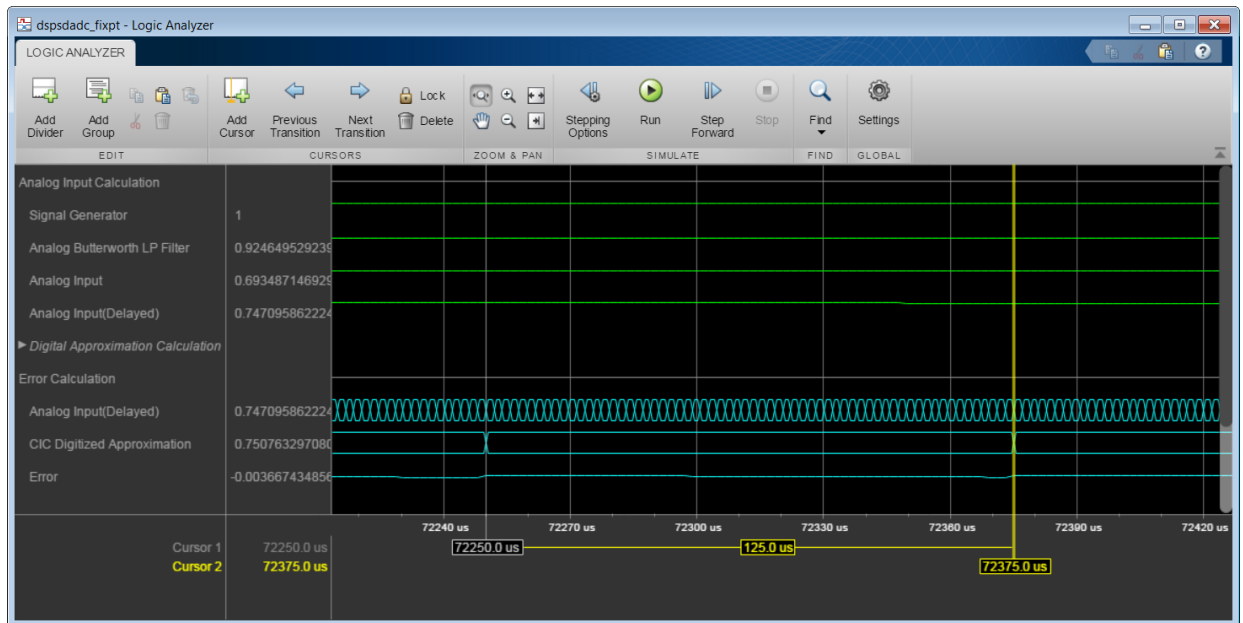 dspsdadc_fixpt - Logic Analyzer
LOGIC ANALYZER
?
Add Divider
Add Group
Add Cursor
Previous Transition
Next Transition
Lock
Delete
Stepping Options
Run
Step Forward
Stop
Find
Settings
EDIT
CURSORS
ZOOM & PAN
SIMULATE
FIND
GLOBAL
Analog Input Calculation
Signal Generator 1
Analog Butterworth LP Filter 0.924649529239
Analog Input 0.693487146929
Analog Input(Delayed) 0.747095862224
Digital Approximation Calculation
Error Calculation
Analog Input(Delayed) 0.747095862224
CIC Digitized Approximation 0.750763297080
Error -0.003667434856
72240 us 72270 us 72300 us 72330 us 72360 us 72390 us 72420 us
Cursor 1 72250.0 us 72250.0 us 125.0 us
Cursor 2 72375.0 us 72375.0 us